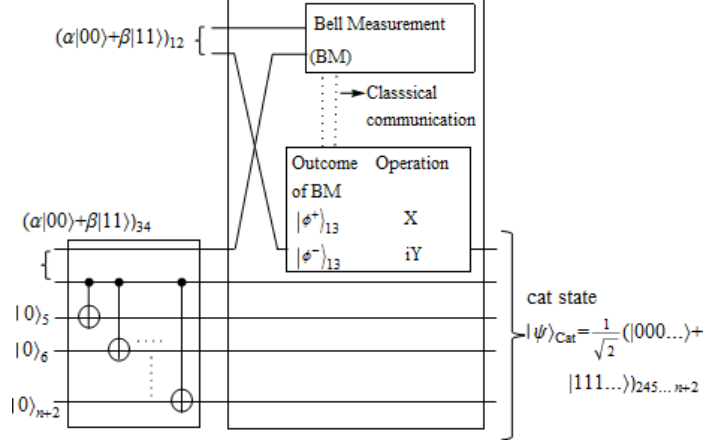 Bell Measurement
(α|00⟩+β|11⟩)₁₂
(BM)
Classsical
communication
Outcome Operation
of BM
|ϕ⁺⟩₁₃ X
(α|00⟩+β|11⟩)₃₄
|ϕ⁻⟩₁₃ iY
|0⟩₅
|0⟩₆
|0⟩ₙ₊₂
cat state
|ψ⟩Cat=1/√2(|000...⟩+
|111...⟩)₂₄₅... ₙ₊₂